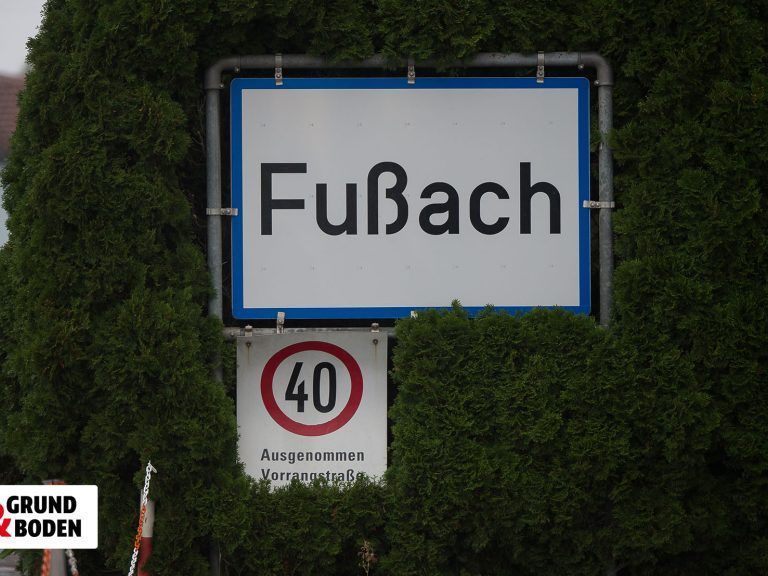 Fußach
40
Ausgenommen
Vorrangstraße
GRUND
& BODEN